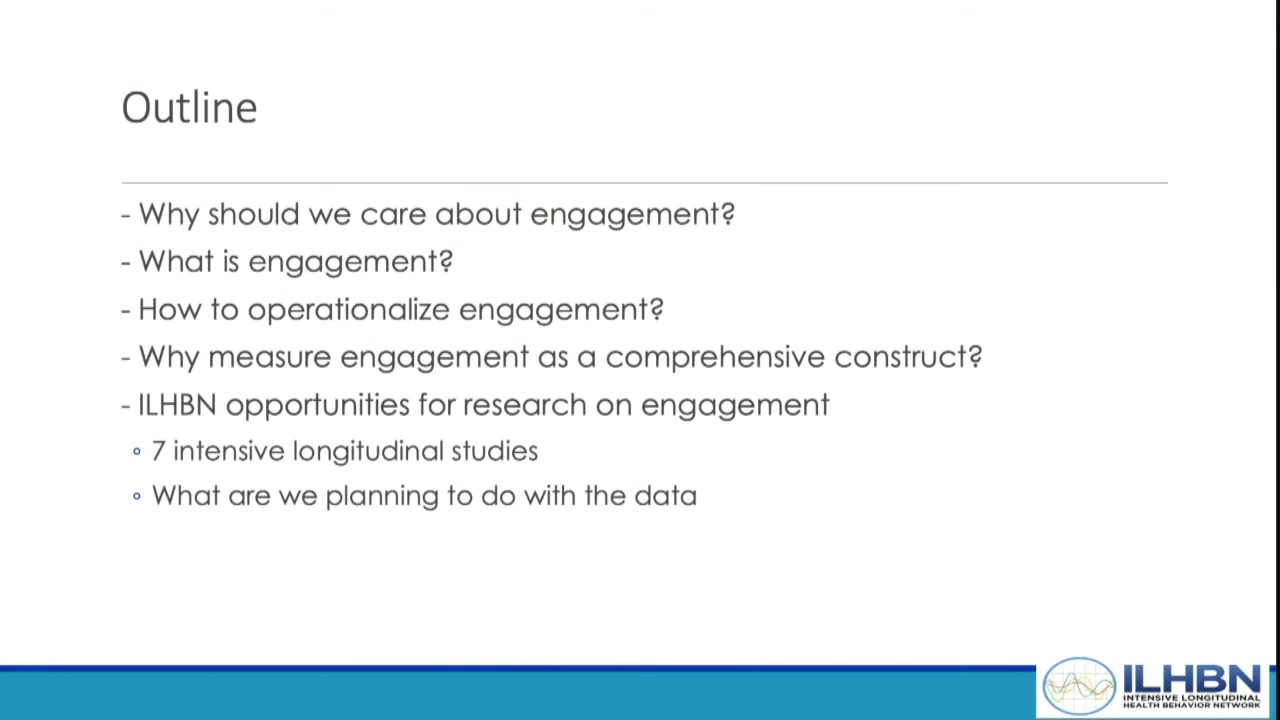 Outline
- Why should we care about engagement?
- What is engagement?
- How to operationalize engagement?
- Why measure engagement as a comprehensive construct?
- ILHBN opportunities for research on engagement
◦ 7 intensive longitudinal studies
◦ What are we planning to do with the data
ILHBN
INTENSIVE LONGITUDINAL
HEALTH BEHAVIOR NETWORK